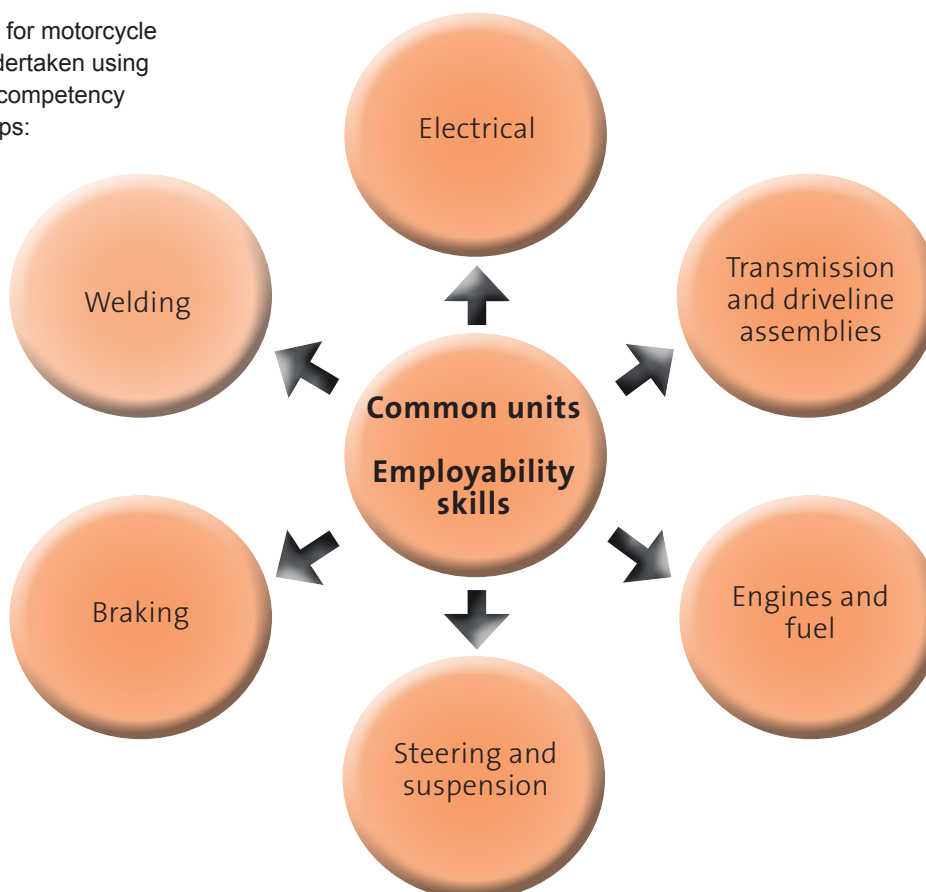 for motorcycle
dertaken using
competency
ps:
Electrical
Welding
Transmission
and driveline
assemblies
Common units
Employability
skills
Braking
Engines and
fuel
Steering and
suspension